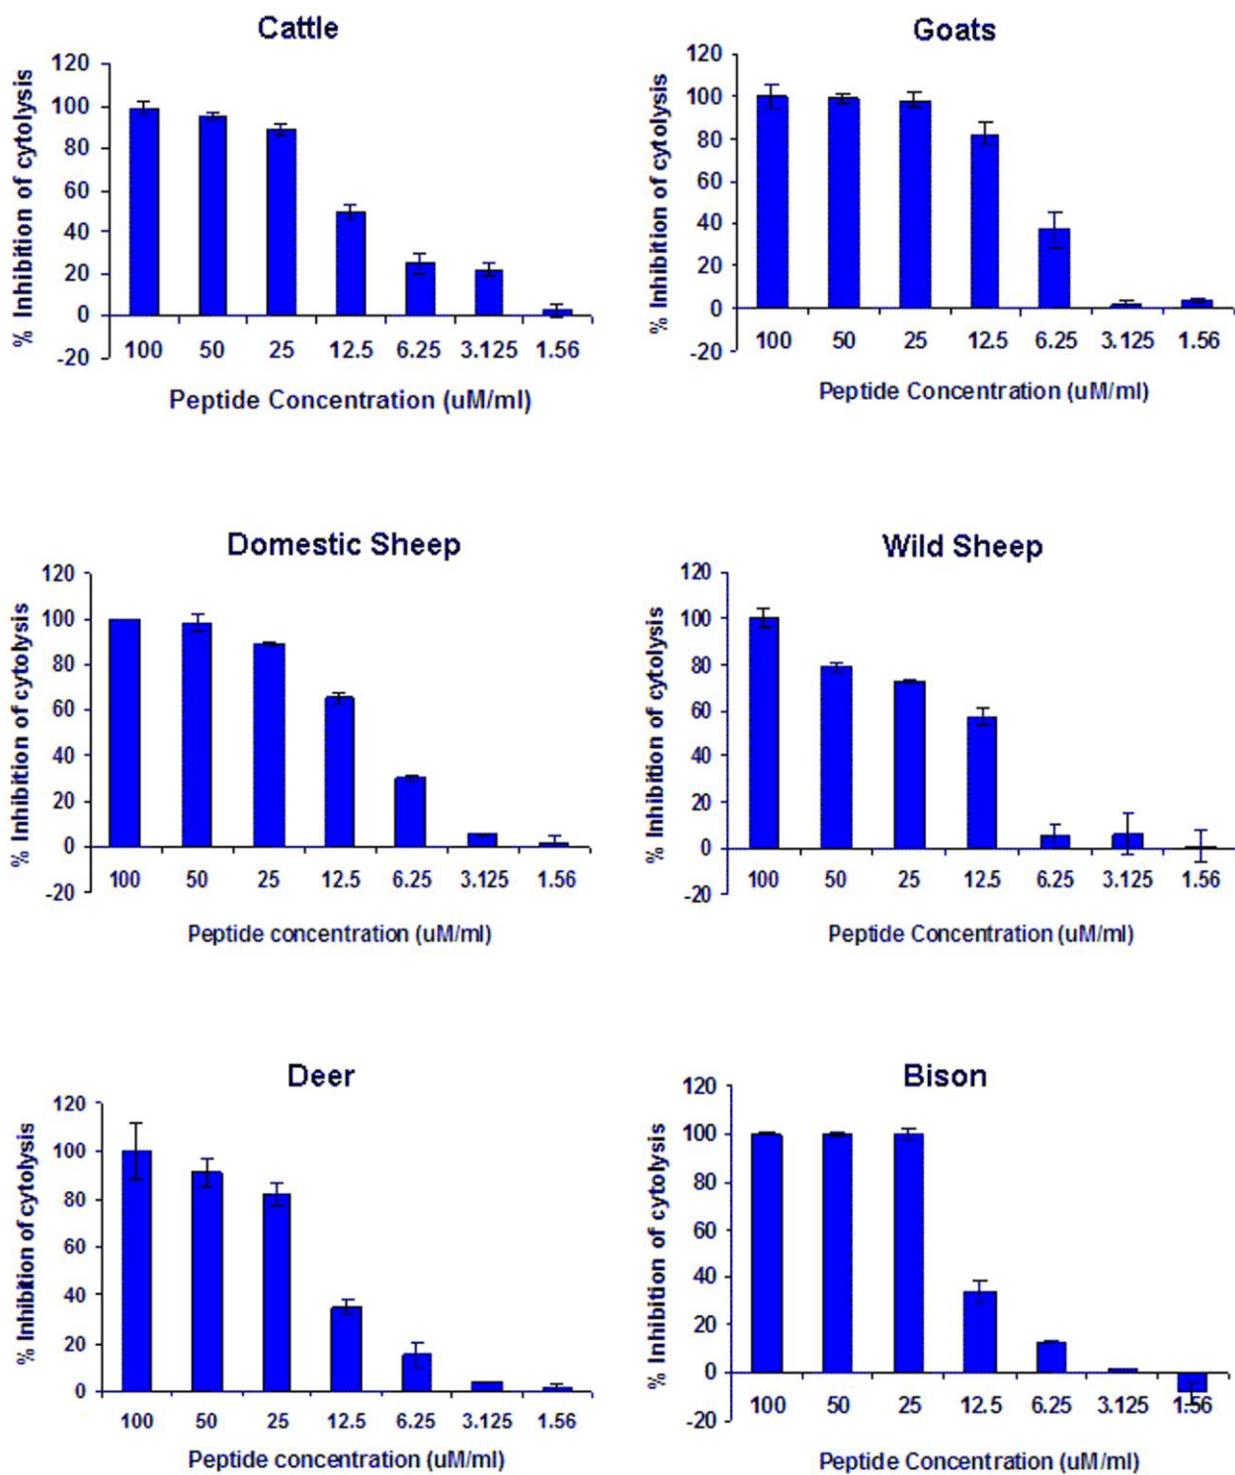 Cattle
% Inhibition of cytolysis
120
100
80
60
40
20
0
-20
100 50 25 12.5 6.25 3.125 1.56
Peptide Concentration (uM/ml)
Goats
% Inhibition of cytolysis
120
100
80
60
40
20
0
-20
100 50 25 12.5 6.25 3.125 1.56
Peptide Concentration (uM/ml)
Domestic Sheep
% Inhibition of cytolysis
120
100
80
60
40
20
0
-20
100 50 25 12.5 6.25 3.125 1.56
Peptide concentration (uM/ml)
Wild Sheep
% Inhibition of cytolysis
120
100
80
60
40
20
0
-20
100 50 25 12.5 6.25 3.125 1.56
Peptide Concentration (uM/ml)
Deer
% Inhibition of cytolysis
120
100
80
60
40
20
0
100 50 25 12.5 6.25 3.125 1.56
Peptide concentration (uM/ml)
Bison
% Inhibition of cytolysis
120
100
80
60
40
20
0
-20
100 50 25 12.5 6.25 3.125 1.56
Peptide Concentration (uM/ml)